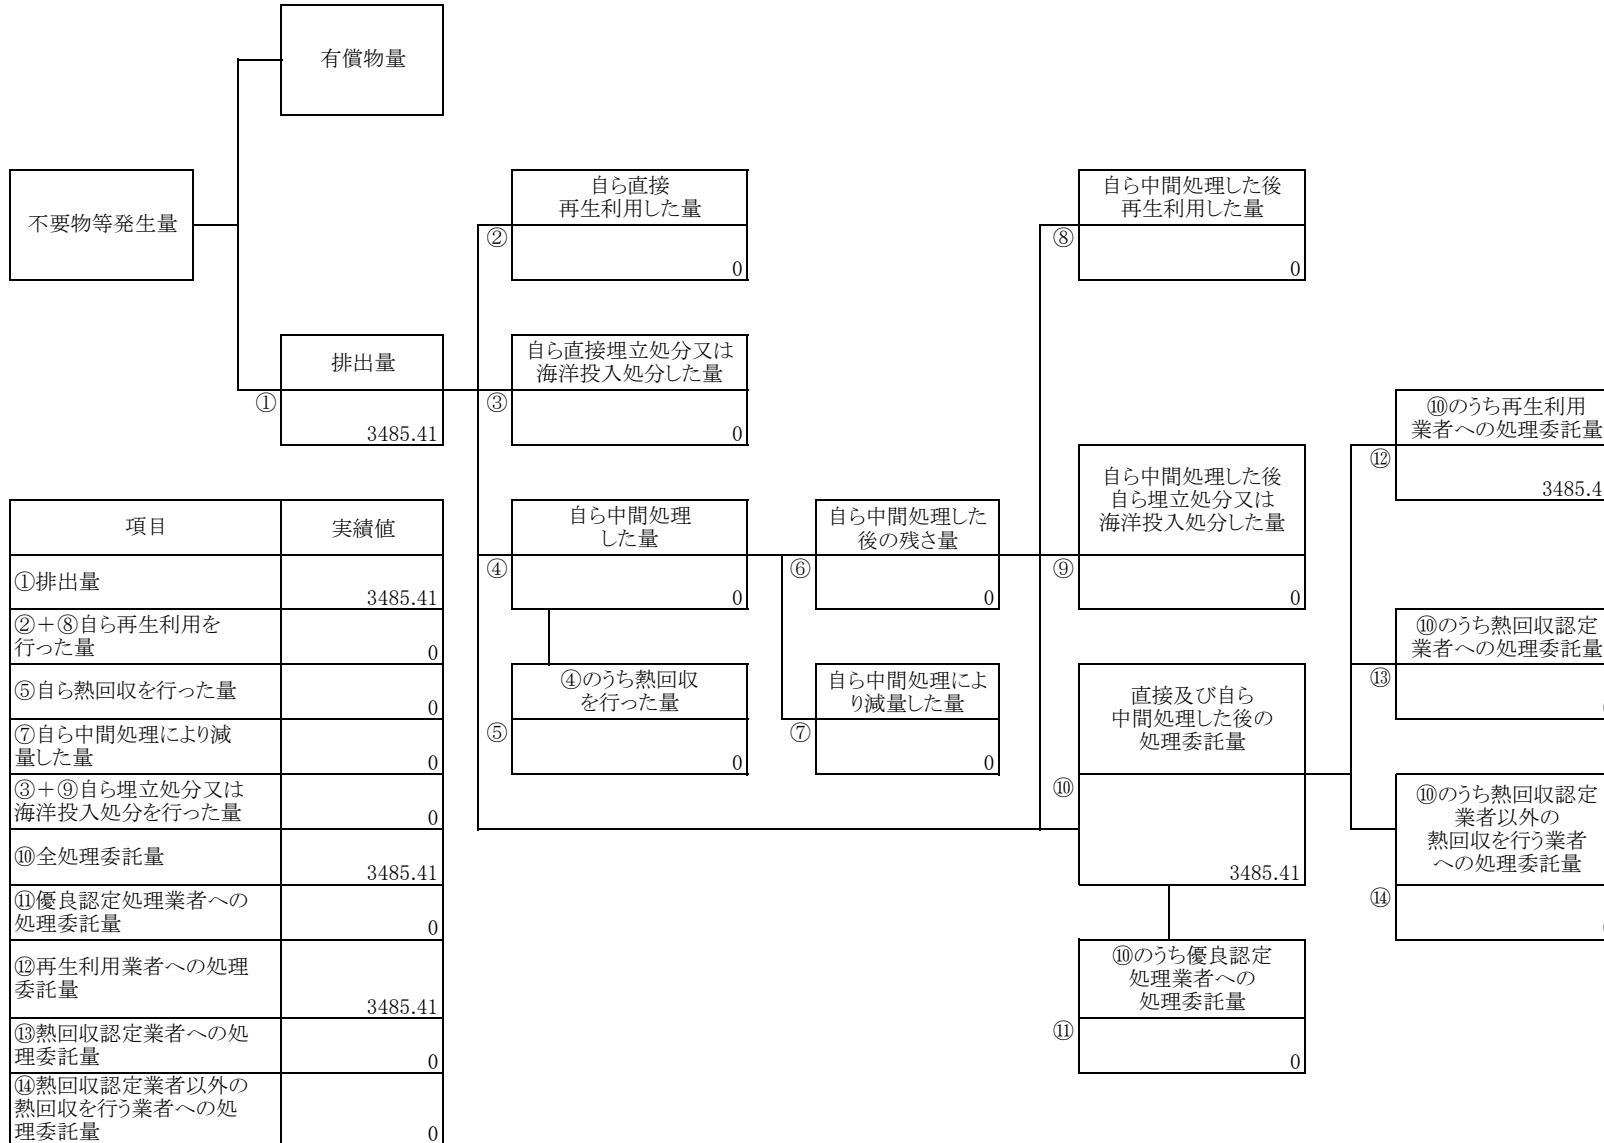 有償物量
不要物等発生量
自ら直接
再生利用した量
②
0
自ら中間処理した後
再生利用した量
⑧
0
排出量
①
3485.41
自ら直接埋立処分又は
海洋投入処分した量
③
0
⑩のうち再生利用
業者への処理委託量
⑫
3485.4
自ら中間処理
した量
④
0
自ら中間処理した
後の残さ量
⑥
0
自ら中間処理した後
自ら埋立処分又は
海洋投入処分した量
⑨
0
⑩のうち熱回収認定
業者への処理委託量
⑬
④のうち熱回収
を行った量
⑤
0
自ら中間処理によ
り減量した量
⑦
0
直接及び自ら
中間処理した後の
処理委託量
⑩
3485.41
⑩のうち熱回収認定
業者以外の
熱回収を行う業者
への処理委託量
⑭
⑩のうち優良認定
処理業者への
処理委託量
⑪
0
項目
実績値
①排出量
3485.41
②＋⑧自ら再生利用を
行った量
0
⑤自ら熱回収を行った量
0
⑦自ら中間処理により減
量した量
0
③＋⑨自ら埋立処分又は
海洋投入処分を行った量
0
⑩全処理委託量
3485.41
⑪優良認定処理業者への
処理委託量
0
⑫再生利用業者への処理
委託量
3485.41
⑬熱回収認定業者への処
理委託量
0
⑭熱回収認定業者以外の
熱回収を行う業者への処
理委託量
0